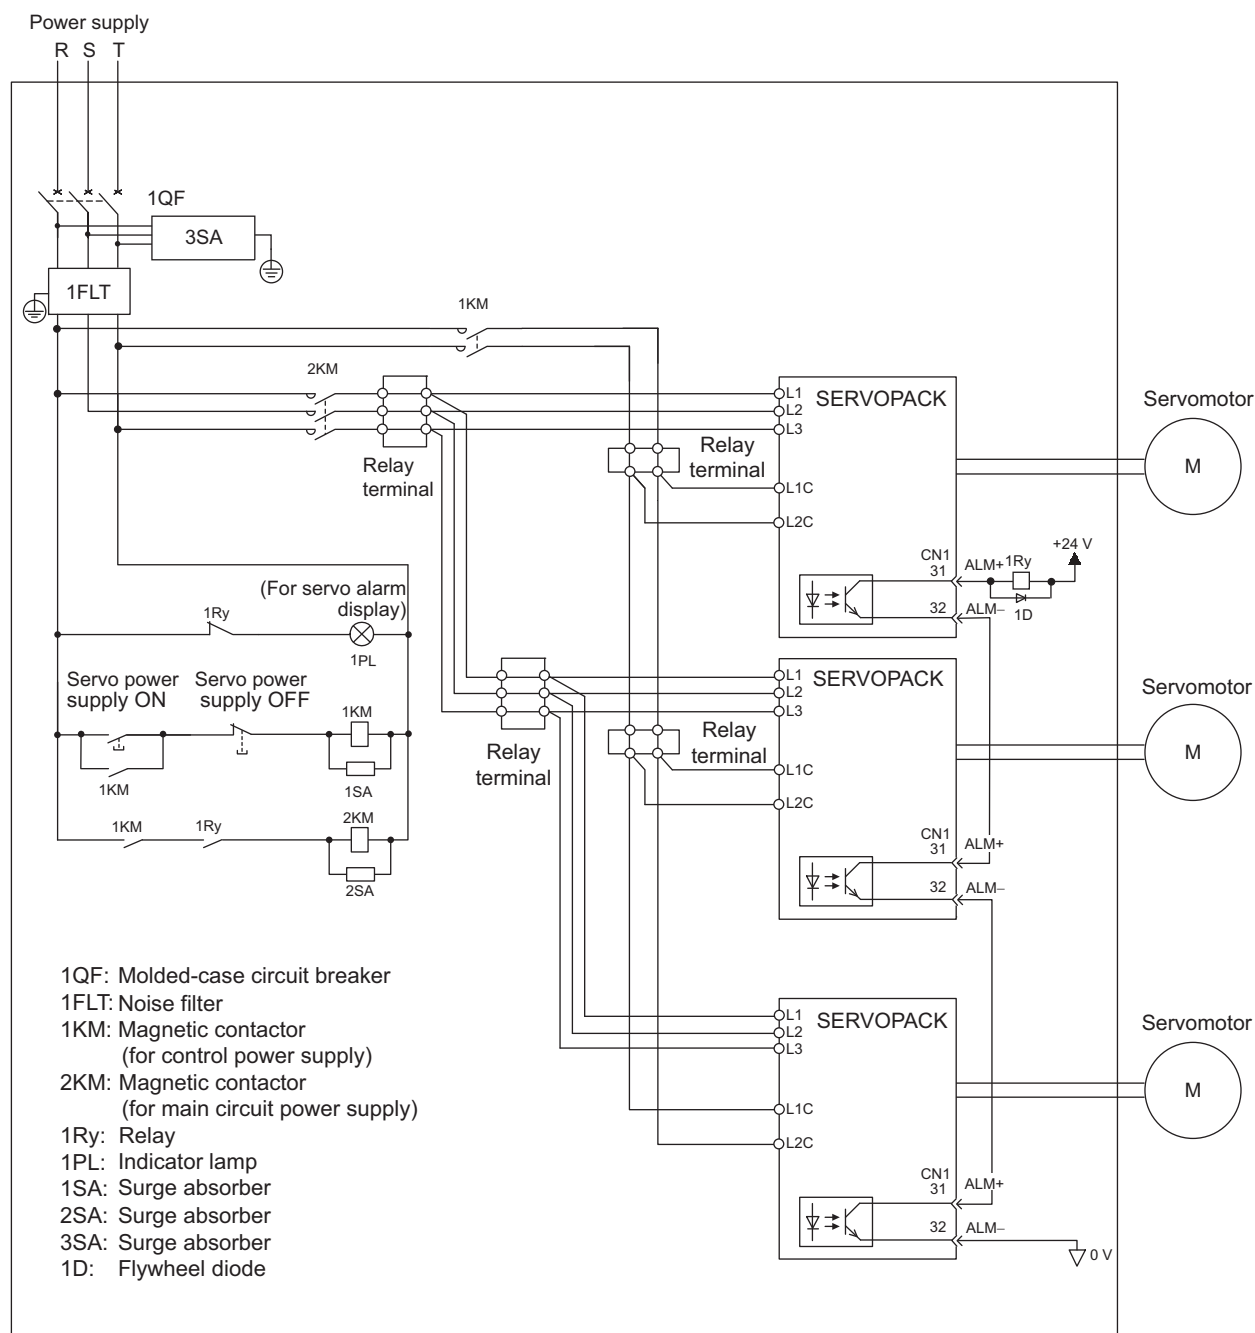 Power supply
R S T
1QF
3SA
1FLT
1KM
2KM
SERVOPACK
L1
L2
L3
Servomotor
M
Relay
terminal
Relay
terminal
L1C
L2C
CN1
31
ALM+
1Ry
+24 V
1D
32
ALM–
(For servo alarm
display)
1Ry
1PL
Servo power
supply ON
Servo power
supply OFF
1KM
1KM
1SA
1KM
1Ry
2KM
2SA
SERVOPACK
L1
L2
L3
Servomotor
M
Relay
terminal
Relay
terminal
L1C
L2C
CN1
31
ALM+
32
ALM–
1QF: Molded-case circuit breaker
1FLT: Noise filter
1KM: Magnetic contactor
(for control power supply)
2KM: Magnetic contactor
(for main circuit power supply)
1Ry: Relay
1PL: Indicator lamp
1SA: Surge absorber
2SA: Surge absorber
3SA: Surge absorber
1D: Flywheel diode
SERVOPACK
L1
L2
L3
Servomotor
M
L1C
L2C
CN1
31
ALM+
32
ALM–
0 V